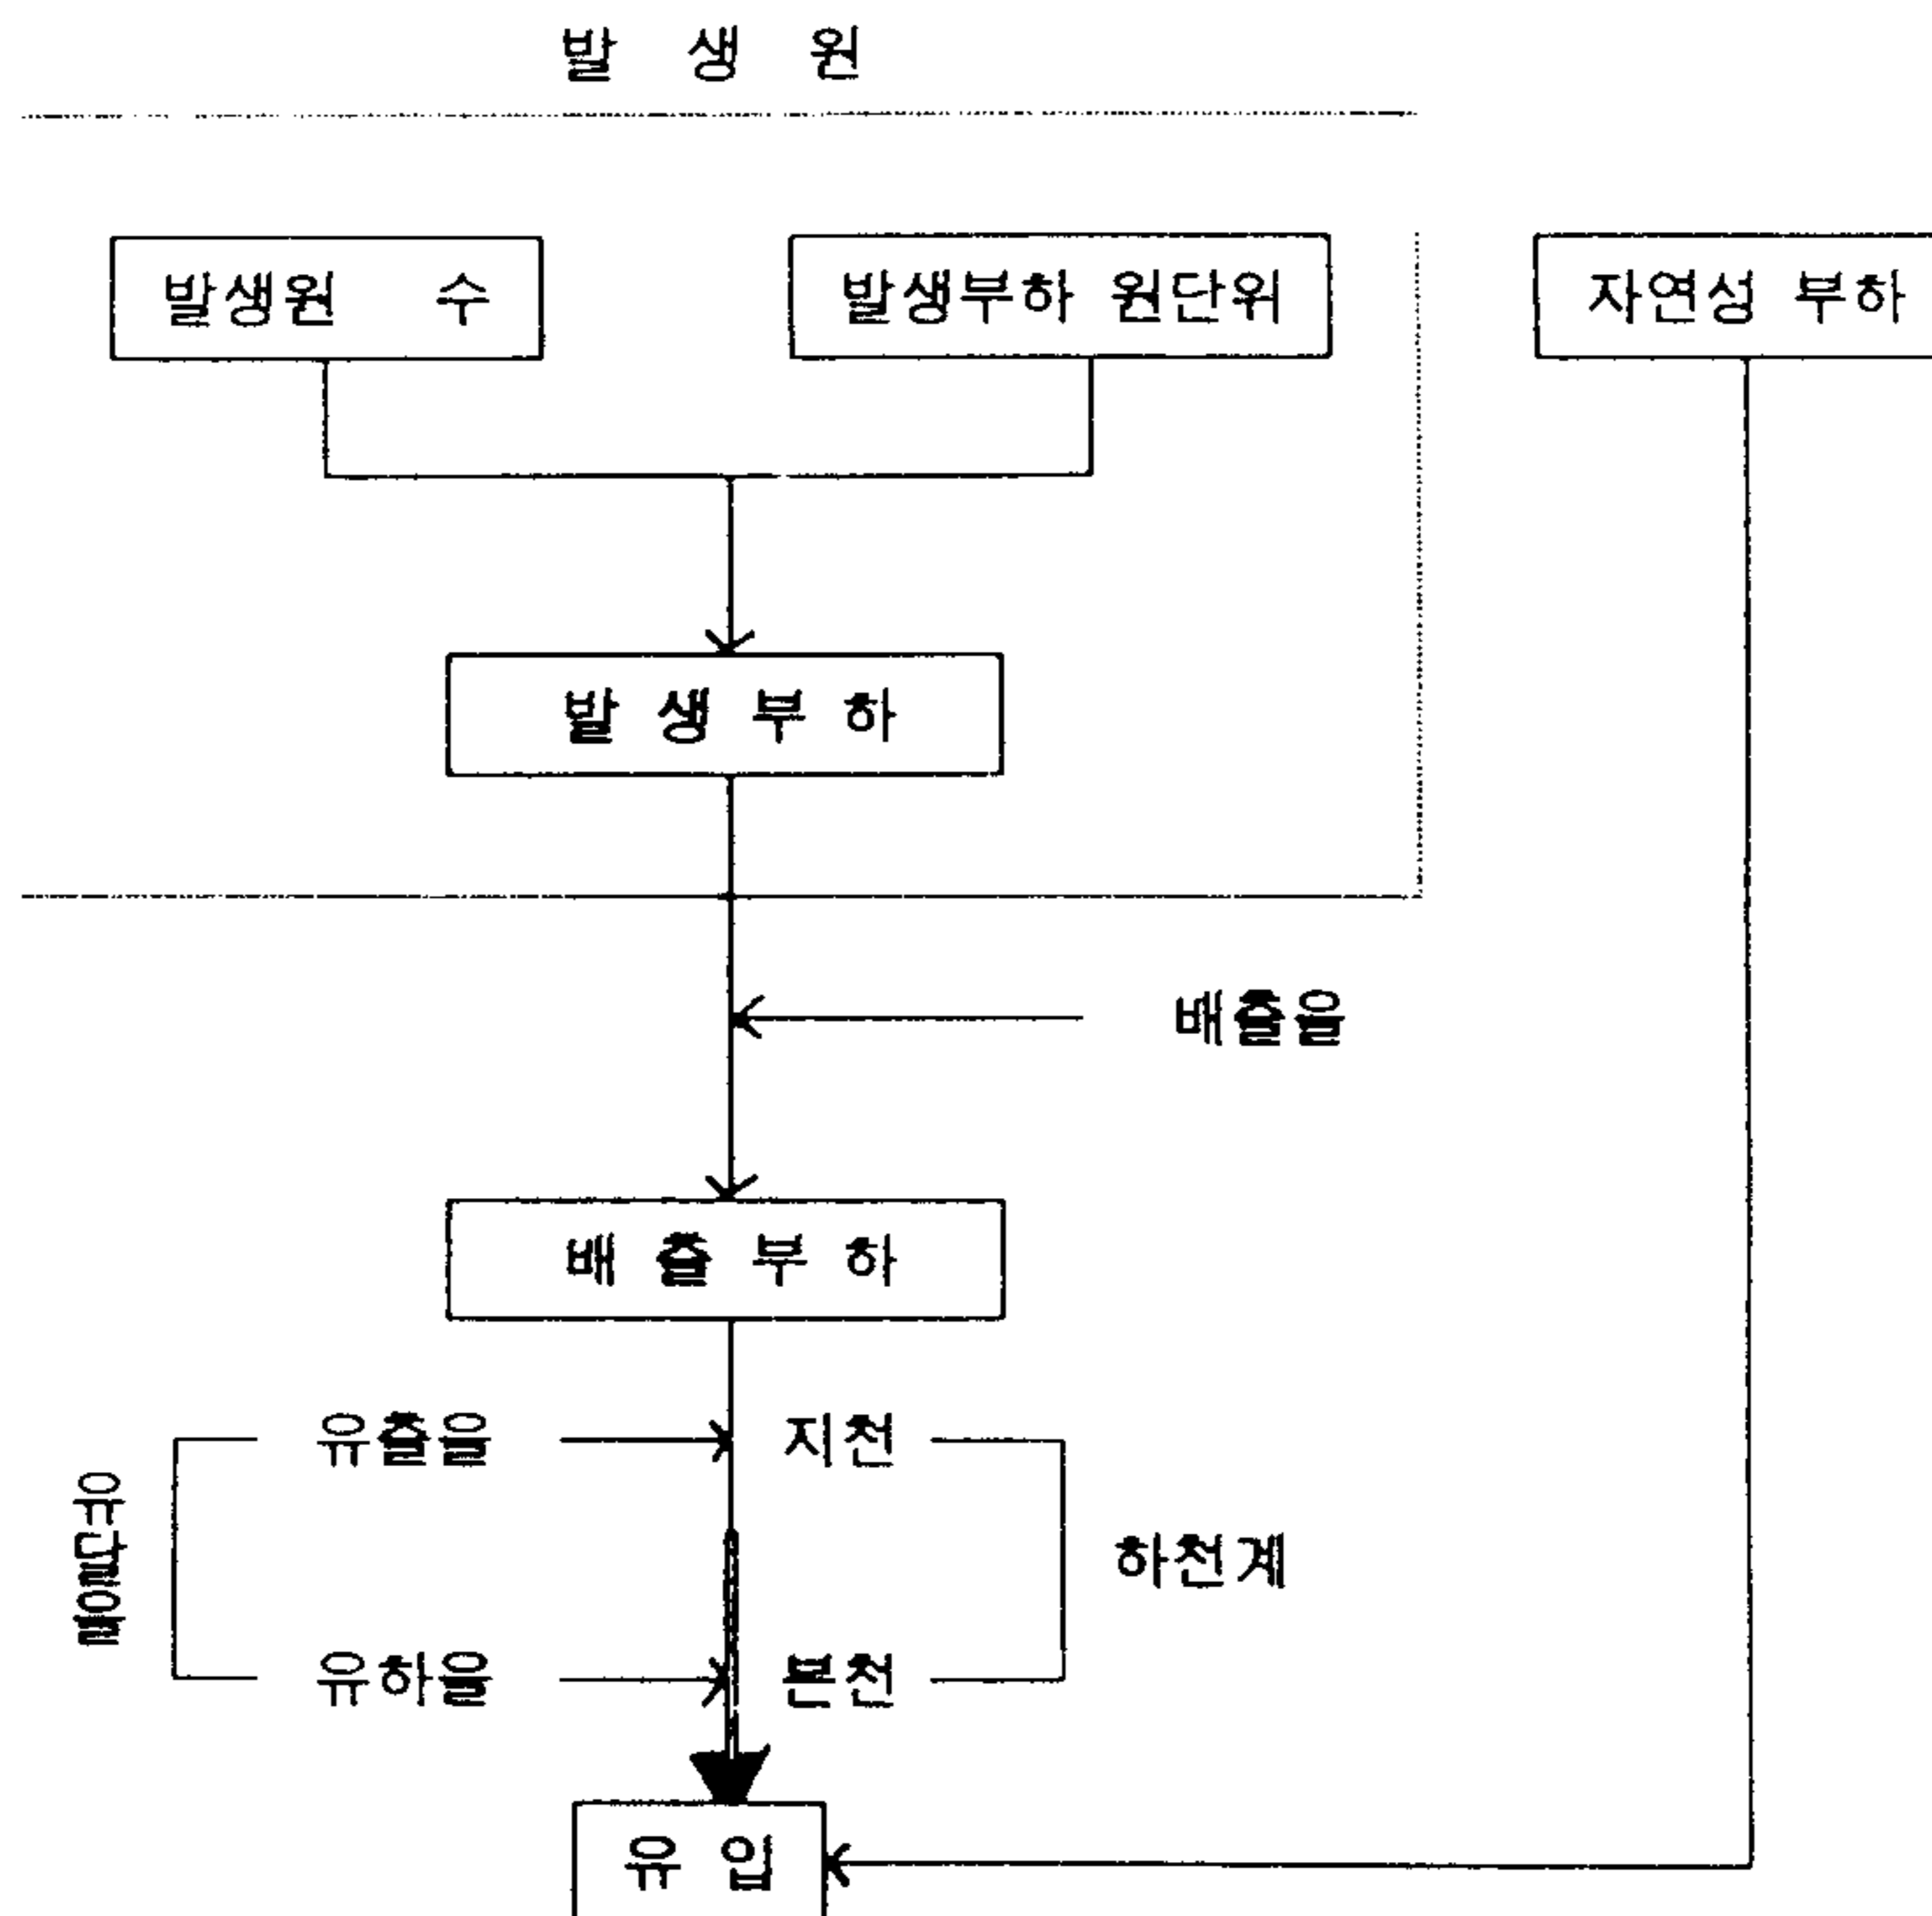 발 생 원
발생원 수
발생부하 원단위
자연성 부하
발 생 부 하
배출율
배 출 부 하
유출율
지천
유달율
하천계
유하율
본천
유 입